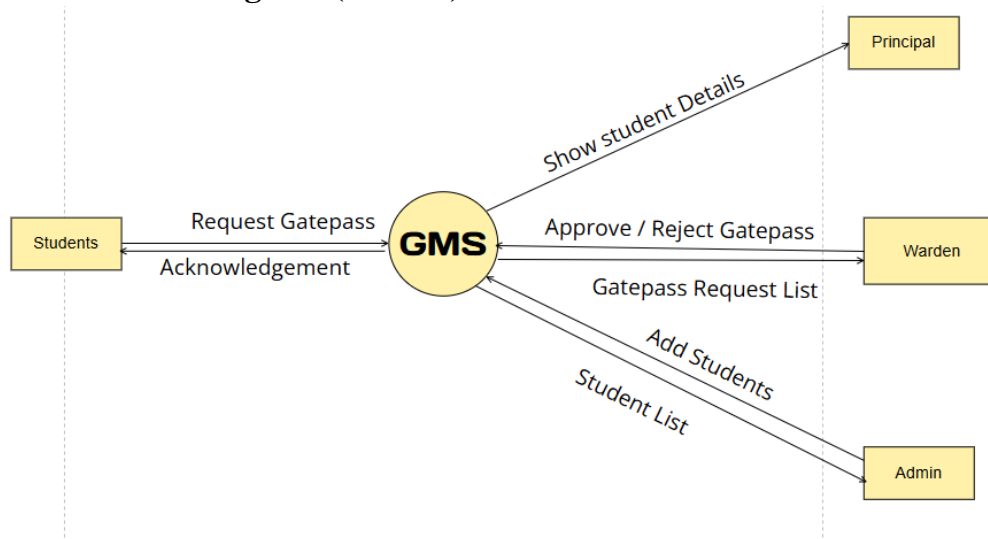 Principal
Show student Details
Request Gatepass
Students
Acknowledgement
GMS
Approve / Reject Gatepass
Warden
Gatepass Request List
Add Students
Student List
Admin